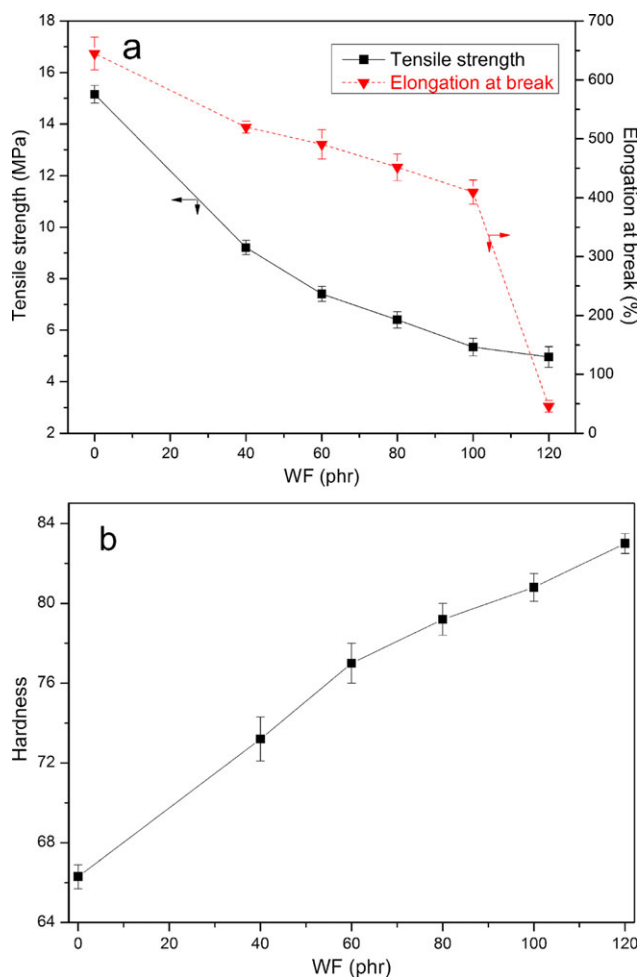 a
Tensile strength
Elongation at break
18
16
14
12
10
8
6
4
2
Tensile strength (MPa)
700
600
500
400
300
200
100
0
Elongation at break (%)
0 20 40 60 80 100 120
WF (phr)
b
84
80
76
72
68
64
Hardness
0 20 40 60 80 100 120
WF (phr)